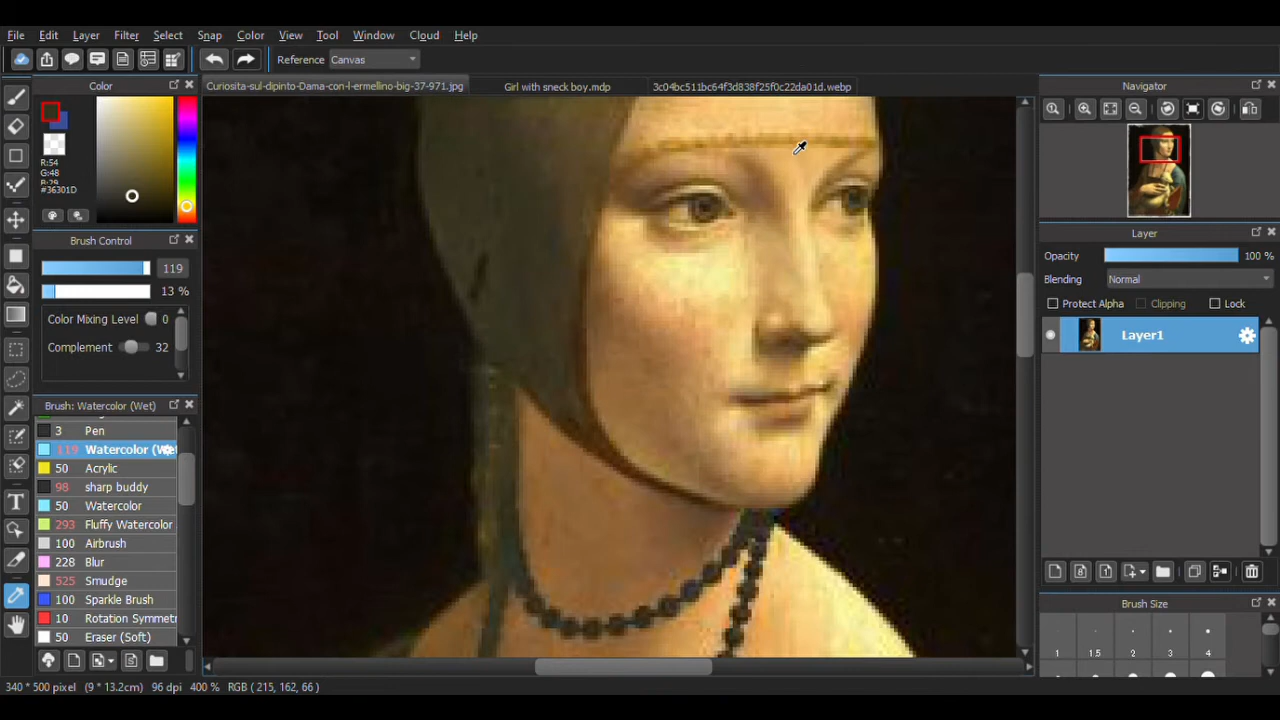 File Edit Layer Filter Select Snap Color View Tool Window Cloud Help
Reference Canvas
Color
Curiosita-sul-dipinto-Dama-con-l-ermellino-big-37-971.jpg Girl with sneck boy.mdp 3c04bc511bc64f3d838f25f0c22da01d.webp
Navigator
R:54
G:48
B:29
#36301D
Brush Control
119
13 %
Color Mixing Level 0
Complement 32
Brush: Watercolor (Wet)
3 Pen
119 Watercolor (Wet
50 Acrylic
98 sharp buddy
50 Watercolor
293 Fluffy Watercolor
100 Airbrush
228 Blur
525 Smudge
100 Sparkle Brush
10 Rotation Symmetr
50 Eraser (Soft)
Layer
Opacity 100 %
Blending Normal
Protect Alpha Clipping Lock
Layer1
Brush Size
1 1.5 2 3 4
340 * 500 pixel (9 * 13.2cm) 96 dpi 400 % RGB ( 215, 162, 66 )